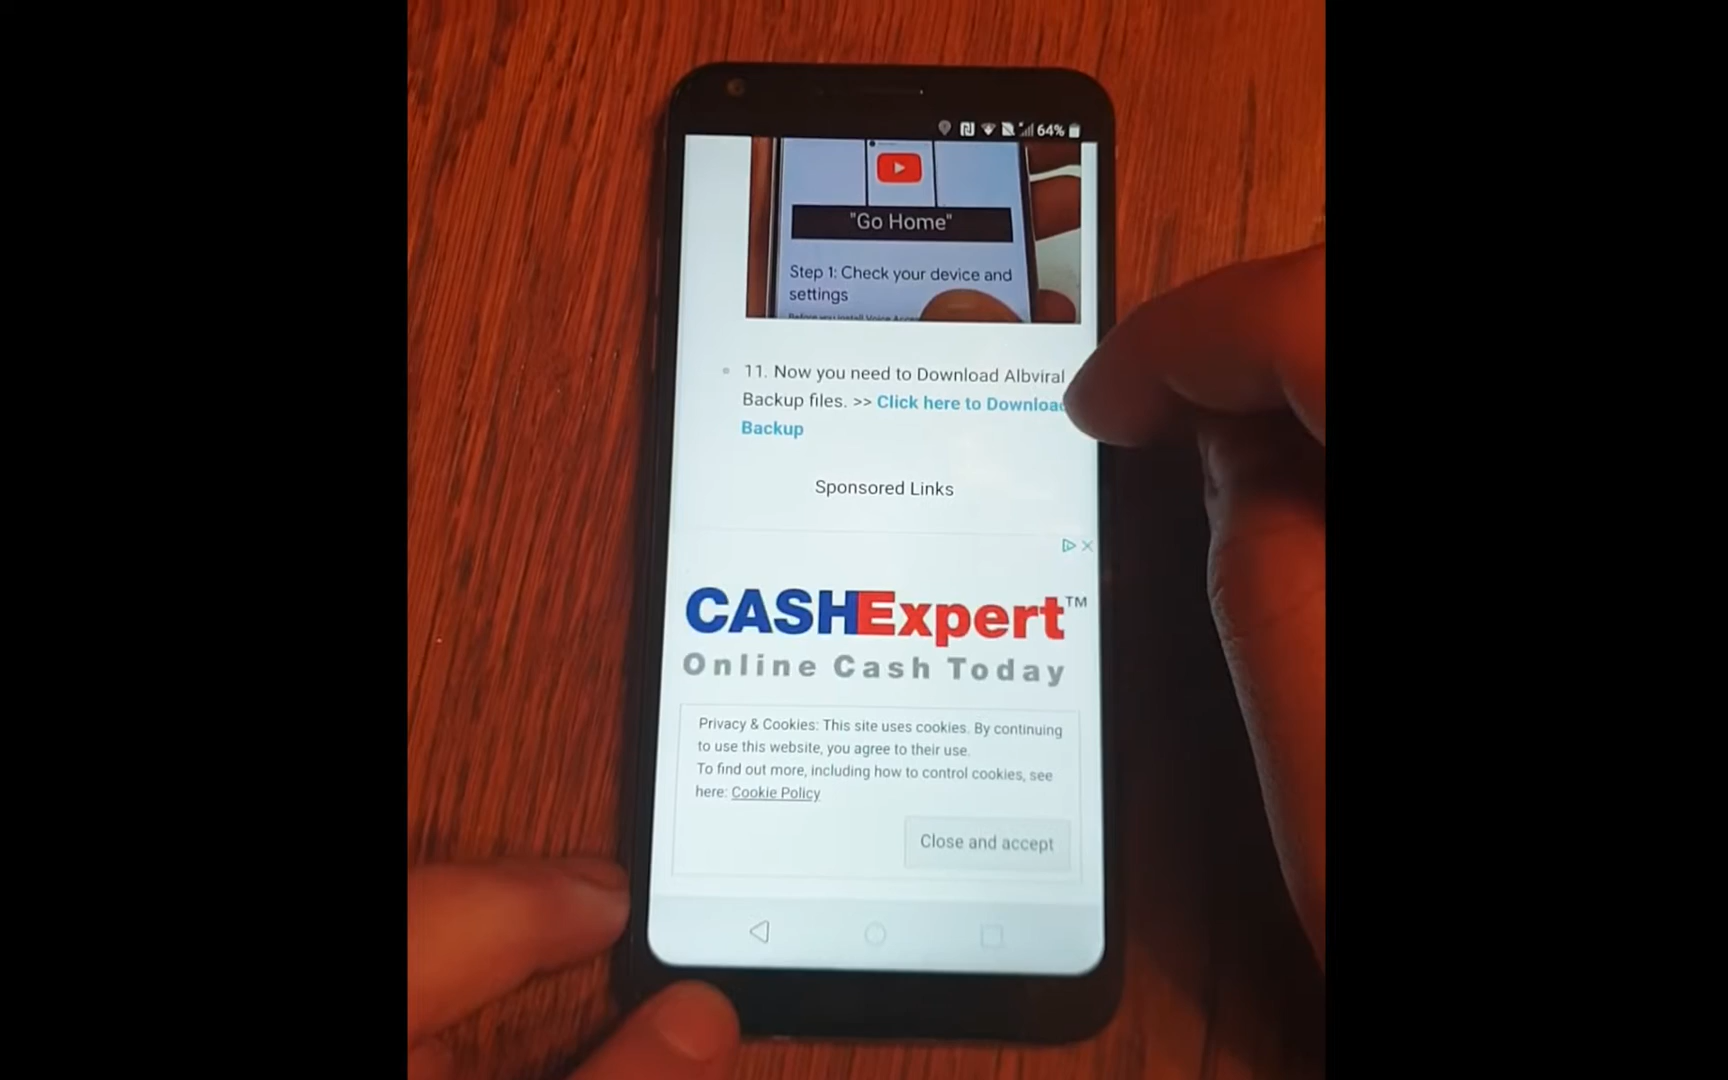 64%
"Go Home"
Step 1: Check your device and
settings
11. Now you need to Download Albviral
Backup files. >> Click here to Download
Backup
Sponsored Links
CASHExpert™
Online Cash Today
Privacy & Cookies: This site uses cookies. By continuing
to use this website, you agree to their use.
To find out more, including how to control cookies, see
here: Cookie Policy
Close and accept